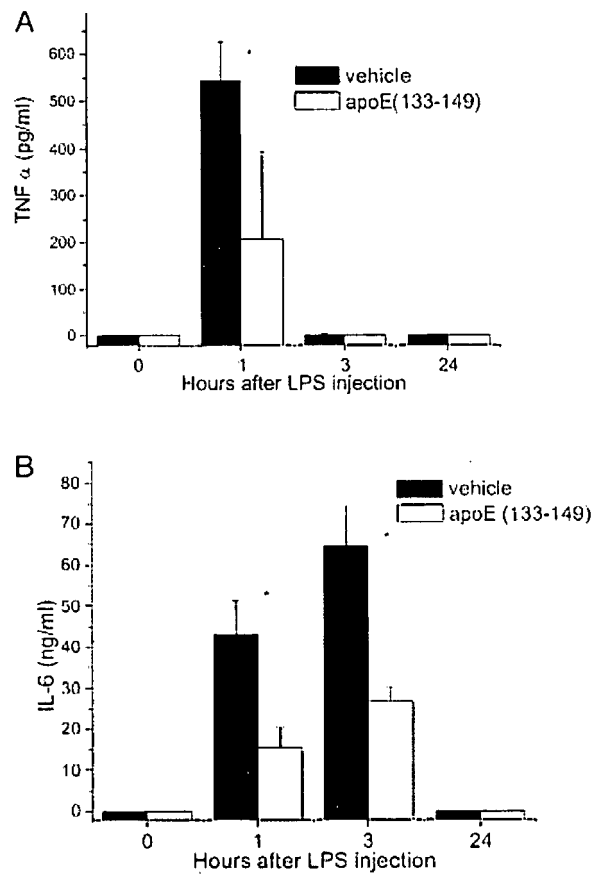 A
TNF α (pg/ml)
600
500
400
300
200
100
0
vehicle
apoE(133-149)
0 1 3 24
Hours after LPS injection
B
IL-6 (ng/ml)
80
70
60
50
40
30
20
10
0
vehicle
apoE (133-149)
0 1 3 24
Hours after LPS injection